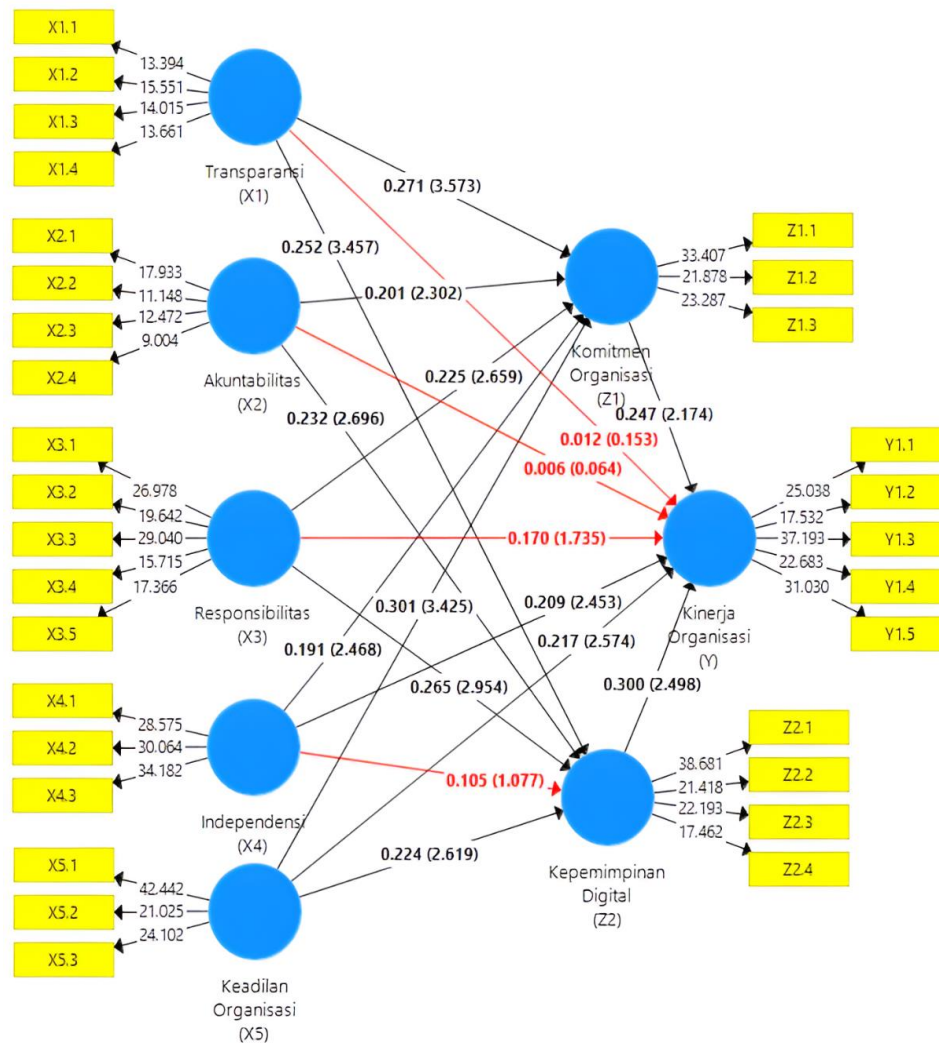 X1.1
X1.2
X1.3
X1.4
13.394
15.551
14.015
13.661
Transparansi
(X1)
X2.1
X2.2
X2.3
X2.4
17.933
11.148
12.472
9.004
Akuntabilitas
(X2)
X3.1
X3.2
X3.3
X3.4
X3.5
26.978
19.642
29.040
15.715
17.366
Responsibilitas
(X3)
X4.1
X4.2
X4.3
28.575
30.064
34.182
Independensi
(X4)
X5.1
X5.2
X5.3
42.442
21.025
24.102
Keadilan
Organisasi
(X5)
0.271 (3.573)
0.252 (3.457)
0.201 (2.302)
0.225 (2.659)
0.232 (2.696)
0.012 (0.153)
0.006 (0.064)
0.247 (2.174)
0.170 (1.735)
0.301 (3.425)
0.209 (2.453)
0.191 (2.468)
0.217 (2.574)
0.265 (2.954)
0.300 (2.498)
0.105 (1.077)
0.224 (2.619)
Komitmen
Organisasi
(Z1)
33.407
21.878
23.287
Z1.1
Z1.2
Z1.3
Kinerja
Organisasi
(Y)
25.038
17.532
37.193
22.683
31.030
Y1.1
Y1.2
Y1.3
Y1.4
Y1.5
Kepemimpinan
Digital
(Z2)
38.681
21.418
22.193
17.462
Z2.1
Z2.2
Z2.3
Z2.4